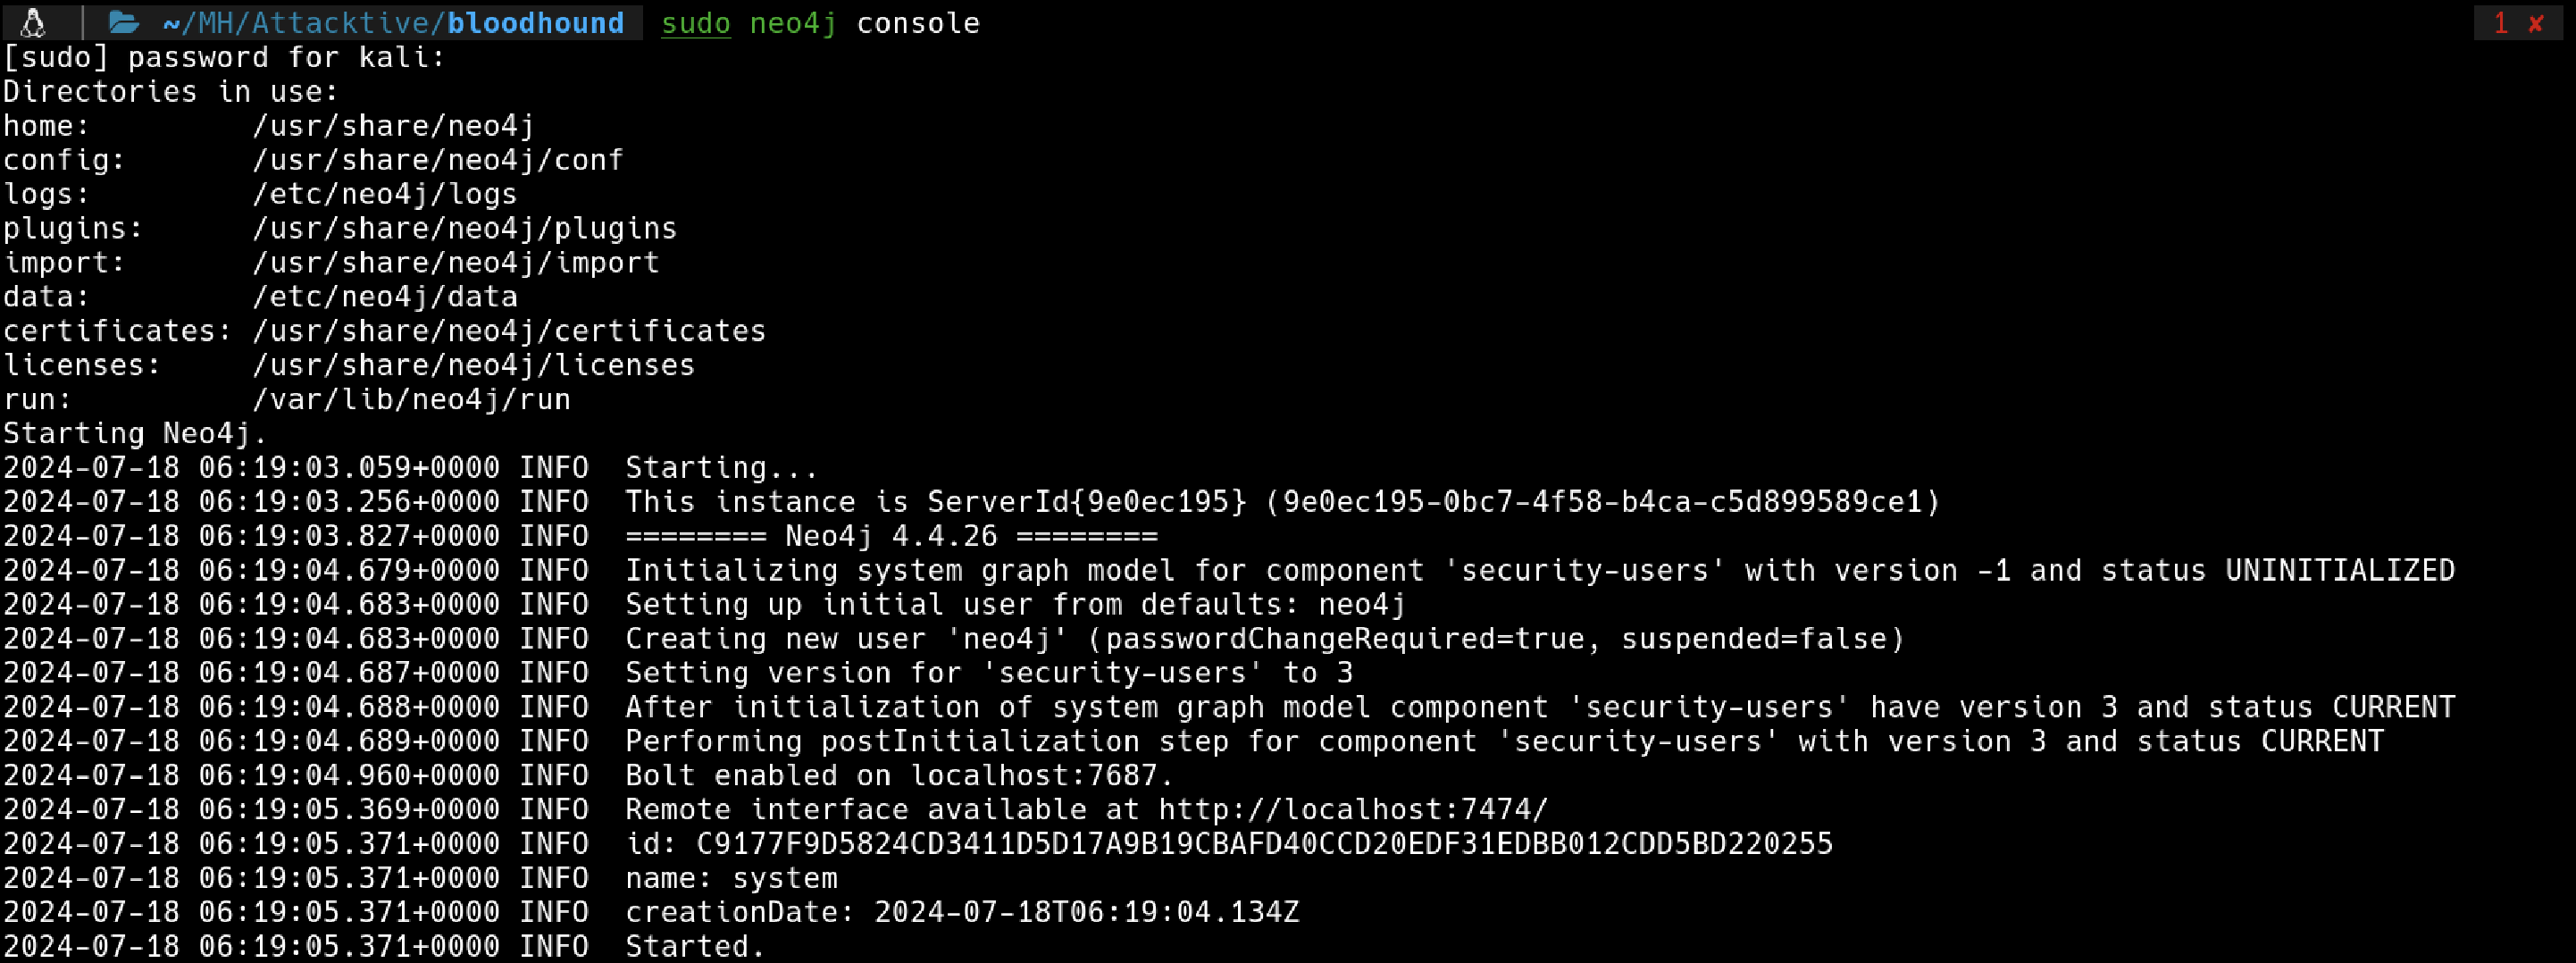 ~/MH/Attacktive/bloodhound sudo neo4j console 1 ✘
[sudo] password for kali:
Directories in use:
home:         /usr/share/neo4j
config:       /usr/share/neo4j/conf
logs:         /etc/neo4j/logs
plugins:      /usr/share/neo4j/plugins
import:       /usr/share/neo4j/import
data:         /etc/neo4j/data
certificates: /usr/share/neo4j/certificates
licenses:     /usr/share/neo4j/licenses
run:          /var/lib/neo4j/run
Starting Neo4j.
2024-07-18 06:19:03.059+0000 INFO  Starting...
2024-07-18 06:19:03.256+0000 INFO  This instance is ServerId{9e0ec195} (9e0ec195-0bc7-4f58-b4ca-c5d899589ce1)
2024-07-18 06:19:03.827+0000 INFO  ======== Neo4j 4.4.26 ========
2024-07-18 06:19:04.679+0000 INFO  Initializing system graph model for component 'security-users' with version -1 and status UNINITIALIZED
2024-07-18 06:19:04.683+0000 INFO  Setting up initial user from defaults: neo4j
2024-07-18 06:19:04.683+0000 INFO  Creating new user 'neo4j' (passwordChangeRequired=true, suspended=false)
2024-07-18 06:19:04.687+0000 INFO  Setting version for 'security-users' to 3
2024-07-18 06:19:04.688+0000 INFO  After initialization of system graph model component 'security-users' have version 3 and status CURRENT
2024-07-18 06:19:04.689+0000 INFO  Performing postInitialization step for component 'security-users' with version 3 and status CURRENT
2024-07-18 06:19:04.960+0000 INFO  Bolt enabled on localhost:7687.
2024-07-18 06:19:05.369+0000 INFO  Remote interface available at http://localhost:7474/
2024-07-18 06:19:05.371+0000 INFO  id: C9177F9D5824CD3411D5D17A9B19CBAFD40CCD20EDF31EDBB012CDD5BD220255
2024-07-18 06:19:05.371+0000 INFO  name: system
2024-07-18 06:19:05.371+0000 INFO  creationDate: 2024-07-18T06:19:04.134Z
2024-07-18 06:19:05.371+0000 INFO  Started.